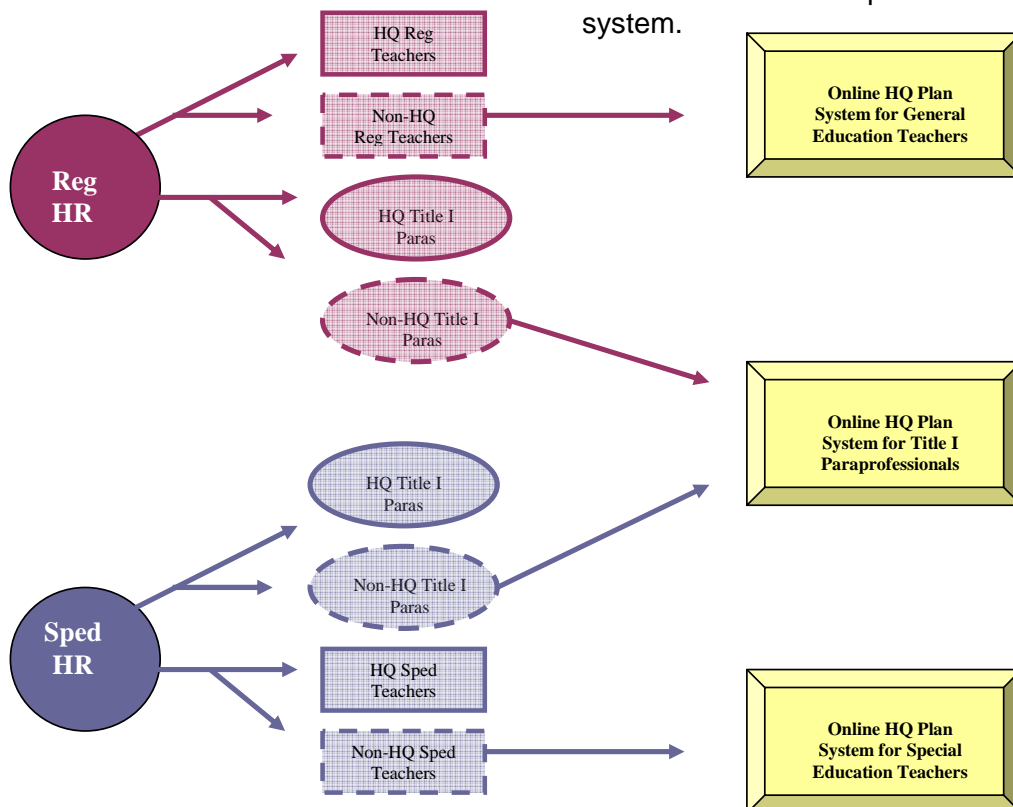 system.
HQ Reg
Teachers
Online HQ Plan
System for General
Education Teachers
Non-HQ
Reg Teachers
Reg
HR
HQ Title I
Paras
Non-HQ Title I
Paras
Online HQ Plan
System for Title I
Paraprofessionals
HQ Title I
Paras
Non-HQ Title I
Paras
Sped
HR
HQ Sped
Teachers
Non-HQ Sped
Teachers
Online HQ Plan
System for Special
Education Teachers